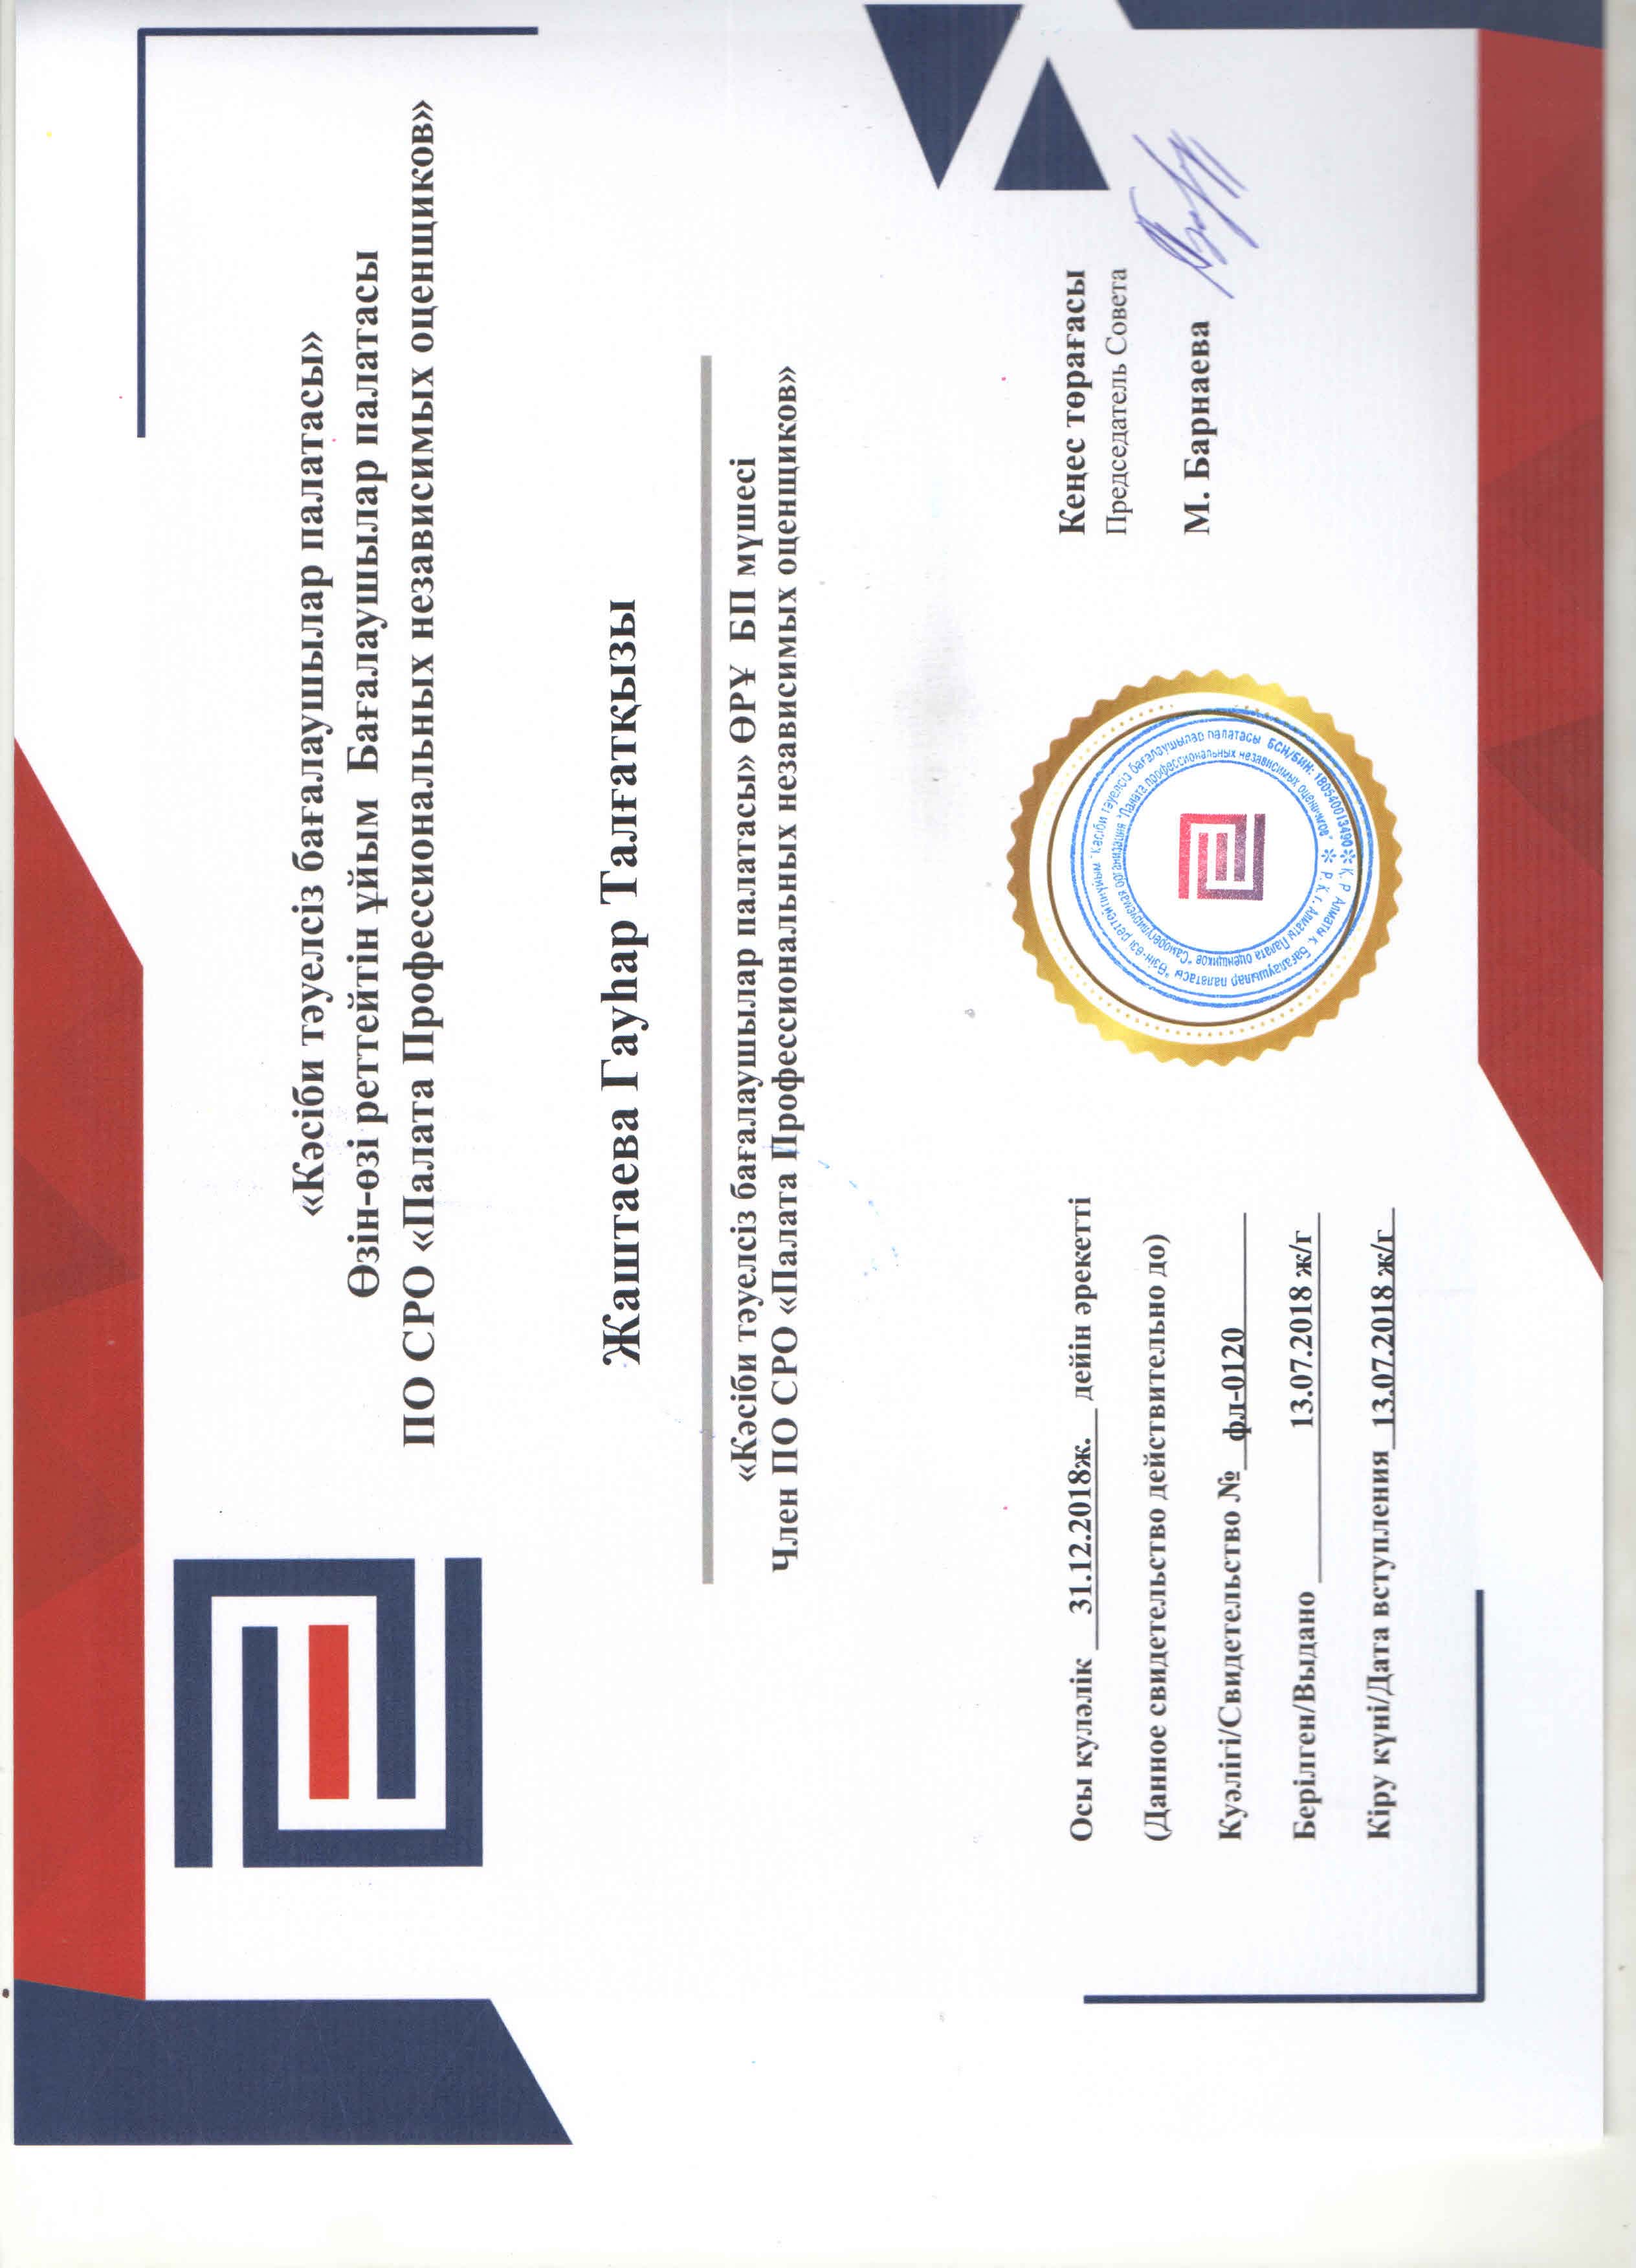 «Кәсіби тәуелсіз бағалаушылар палатасы»
Өзін-өзі реттейтін ұйым Бағалаушылар палатасы
ПО СРО «Палата Профессиональных независимых оценщиков»
Жаштаева Гауһар Талғатқызы
«Кәсіби тәуелсіз бағалаушылар палатасы» ӨРҰ БП мүшесі
Член ПО СРО «Палата Профессиональных независимых оценщиков»
Осы куләлік 31.12.2018ж. дейін әрекетті
(Данное свидетельство действительно до)
Куәлігі/Свидетельство № фл-0120
Берілген/Выдано 13.07.2018 ж/г
Кіру күні/Дата вступления 13.07.2018 ж/г
Қ.Р. Алматы қ. Бағалаушылар палатасы "Өзін-өзі реттейтін ұйым "Кәсіби тәуелсіз бағалаушылар палатасы БСН/БИН: 180540013490
Р.К. г. Алматы Палата оценщиков "Саморегулируемая организация "Палата профессиональных независимых оценщиков"
Кеңес төрағасы
Председатель Совета
М. Барнаева